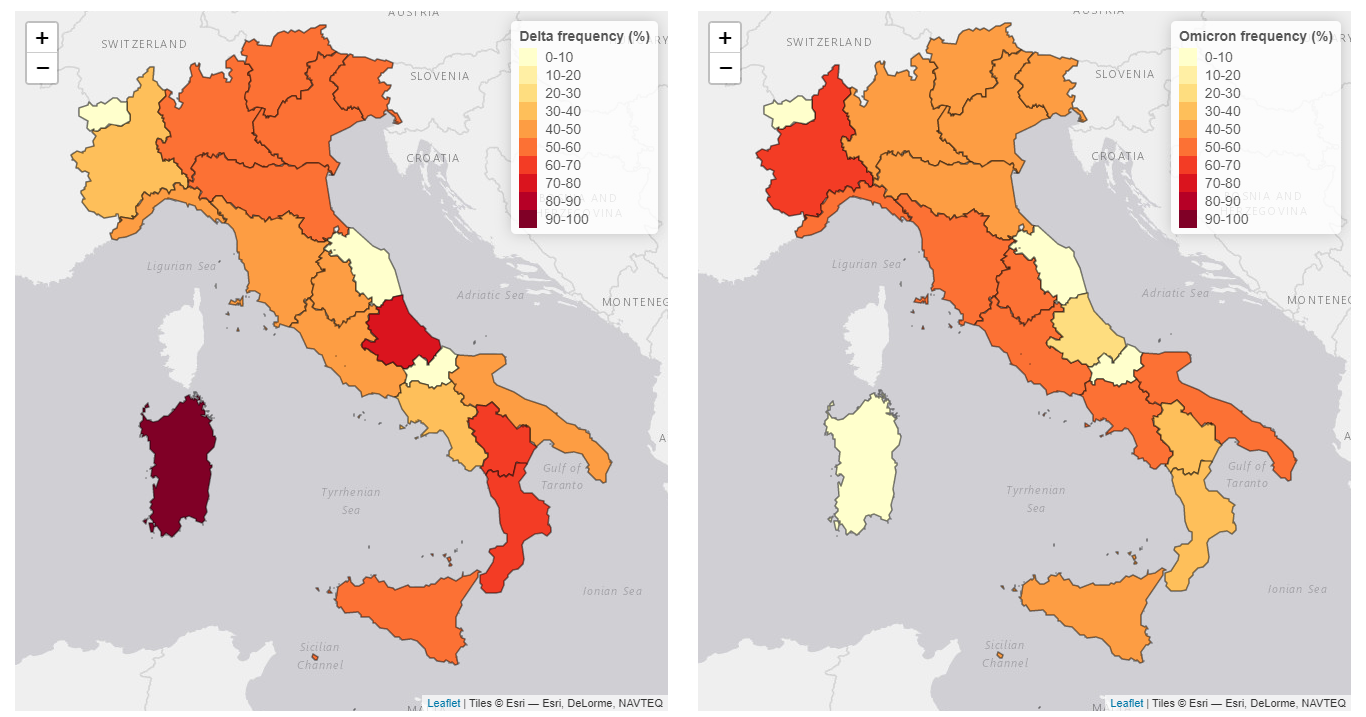 AUSTRIA
SWITZERLAND
SLOVENIA
CROATIA
Ligurian Sea
Adriatic Sea
MONTENEG
Tyrrhenian
Sea
Gulf of
Taranto
Ionian Sea
Sicilian
Channel
+
−
Delta frequency (%)
0-10
10-20
20-30
30-40
40-50
50-60
60-70
70-80
80-90
90-100
Leaflet | Tiles © Esri — Esri, DeLorme, NAVTEQ
AUSTRIA
SWITZERLAND
SLOVENIA
CROATIA
Ligurian Sea
Adriatic Sea
MONTENEG
Tyrrhenian
Sea
Gulf of
Taranto
Ionian Sea
Sicilian
Channel
+
−
Omicron frequency (%)
0-10
10-20
20-30
30-40
40-50
50-60
60-70
70-80
80-90
90-100
Leaflet | Tiles © Esri — Esri, DeLorme, NAVTEQ